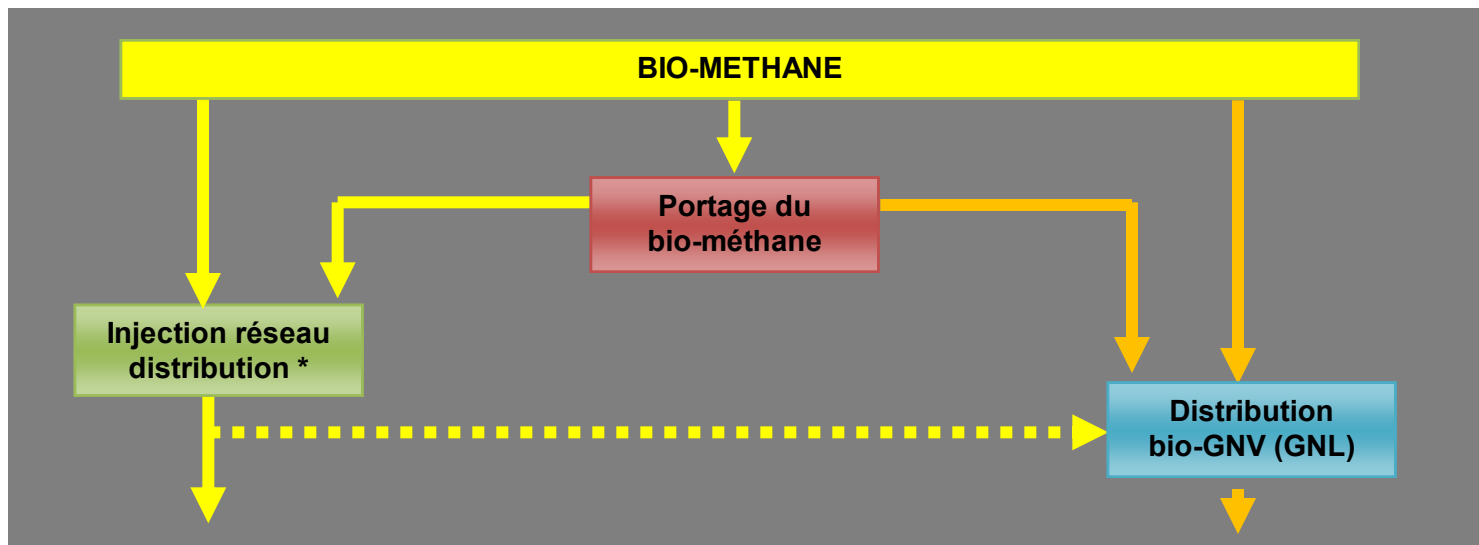 BIO-METHANE
Portage du
bio-méthane
Injection réseau
distribution *
Distribution
bio-GNV (GNL)